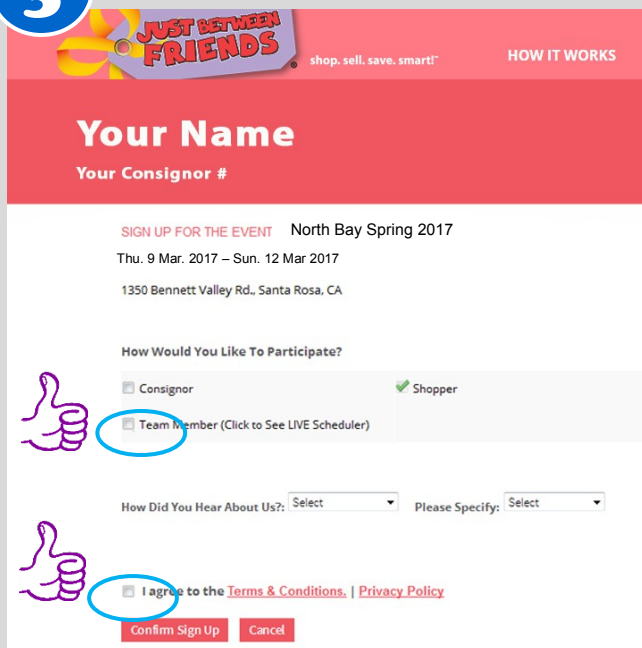 3
JUST BETWEEN
FRIENDS
shop. sell. save. smart!℠
HOW IT WORKS
Your Name
Your Consignor #
SIGN UP FOR THE EVENT North Bay Spring 2017
Thu. 9 Mar. 2017 – Sun. 12 Mar 2017
1350 Bennett Valley Rd., Santa Rosa, CA
How Would You Like To Participate?
Consignor
Shopper
Team Member (Click to See LIVE Scheduler)
How Did You Hear About Us?: Select Please Specify: Select
I agree to the Terms & Conditions. | Privacy Policy
Confirm Sign Up Cancel